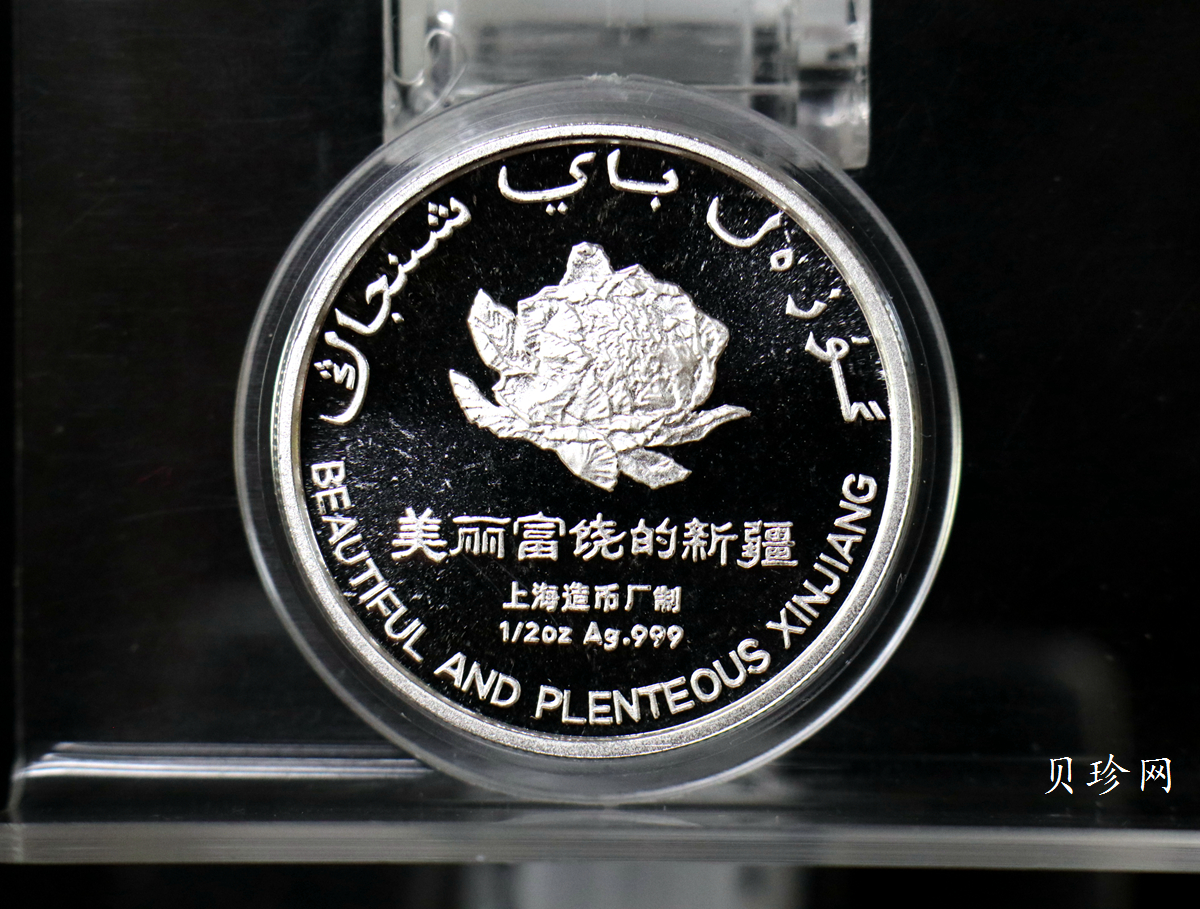 گۈزەل باي شىنجاڭ
美丽富饶的新疆
上海造币厂制
1/2oz Ag.999
BEAUTIFUL AND PLENTEOUS XINJIANG
贝珍网